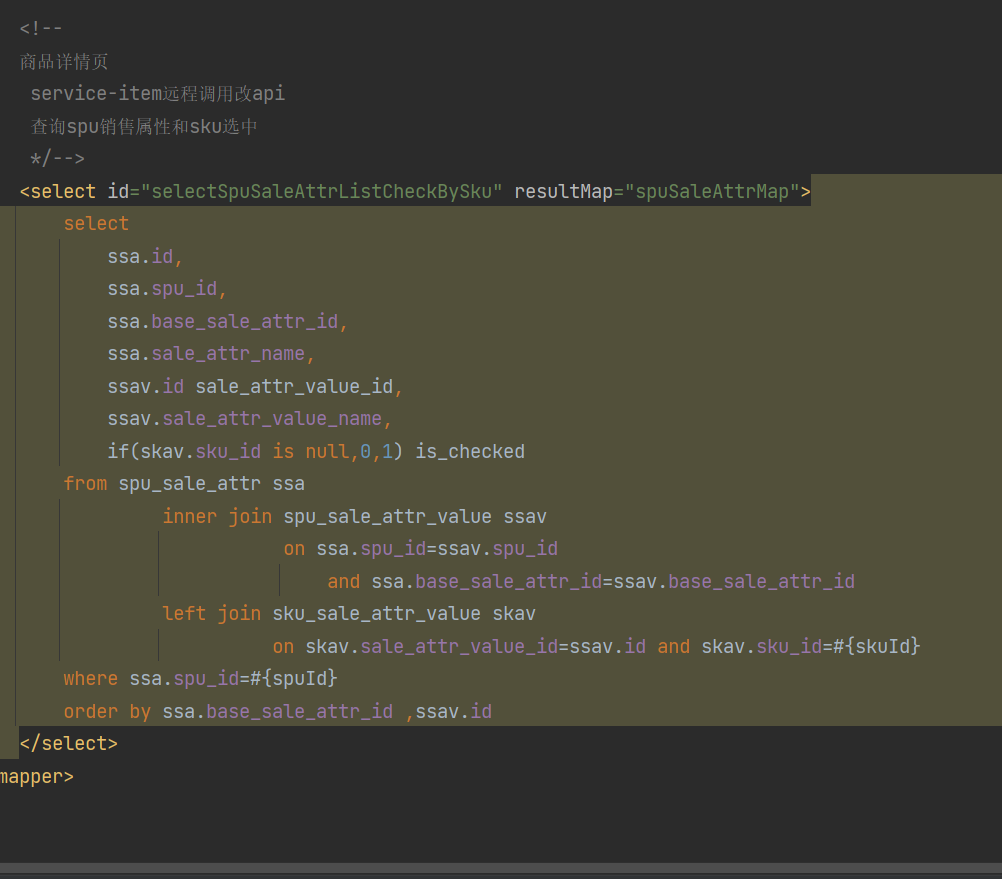 <!--
商品详情页
service-item远程调用改api
查询spu销售属性和sku选中
*/-->
<select id="selectSpuSaleAttrListCheckBySku" resultMap="spuSaleAttrMap">
select
ssa.id,
ssa.spu_id,
ssa.base_sale_attr_id,
ssa.sale_attr_name,
ssav.id sale_attr_value_id,
ssav.sale_attr_value_name,
if(skav.sku_id is null,0,1) is_checked
from spu_sale_attr ssa
inner join spu_sale_attr_value ssav
on ssa.spu_id=ssav.spu_id
and ssa.base_sale_attr_id=ssav.base_sale_attr_id
left join sku_sale_attr_value skav
on skav.sale_attr_value_id=ssav.id and skav.sku_id=#{skuId}
where ssa.spu_id=#{spuId}
order by ssa.base_sale_attr_id ,ssav.id
</select>
mapper>